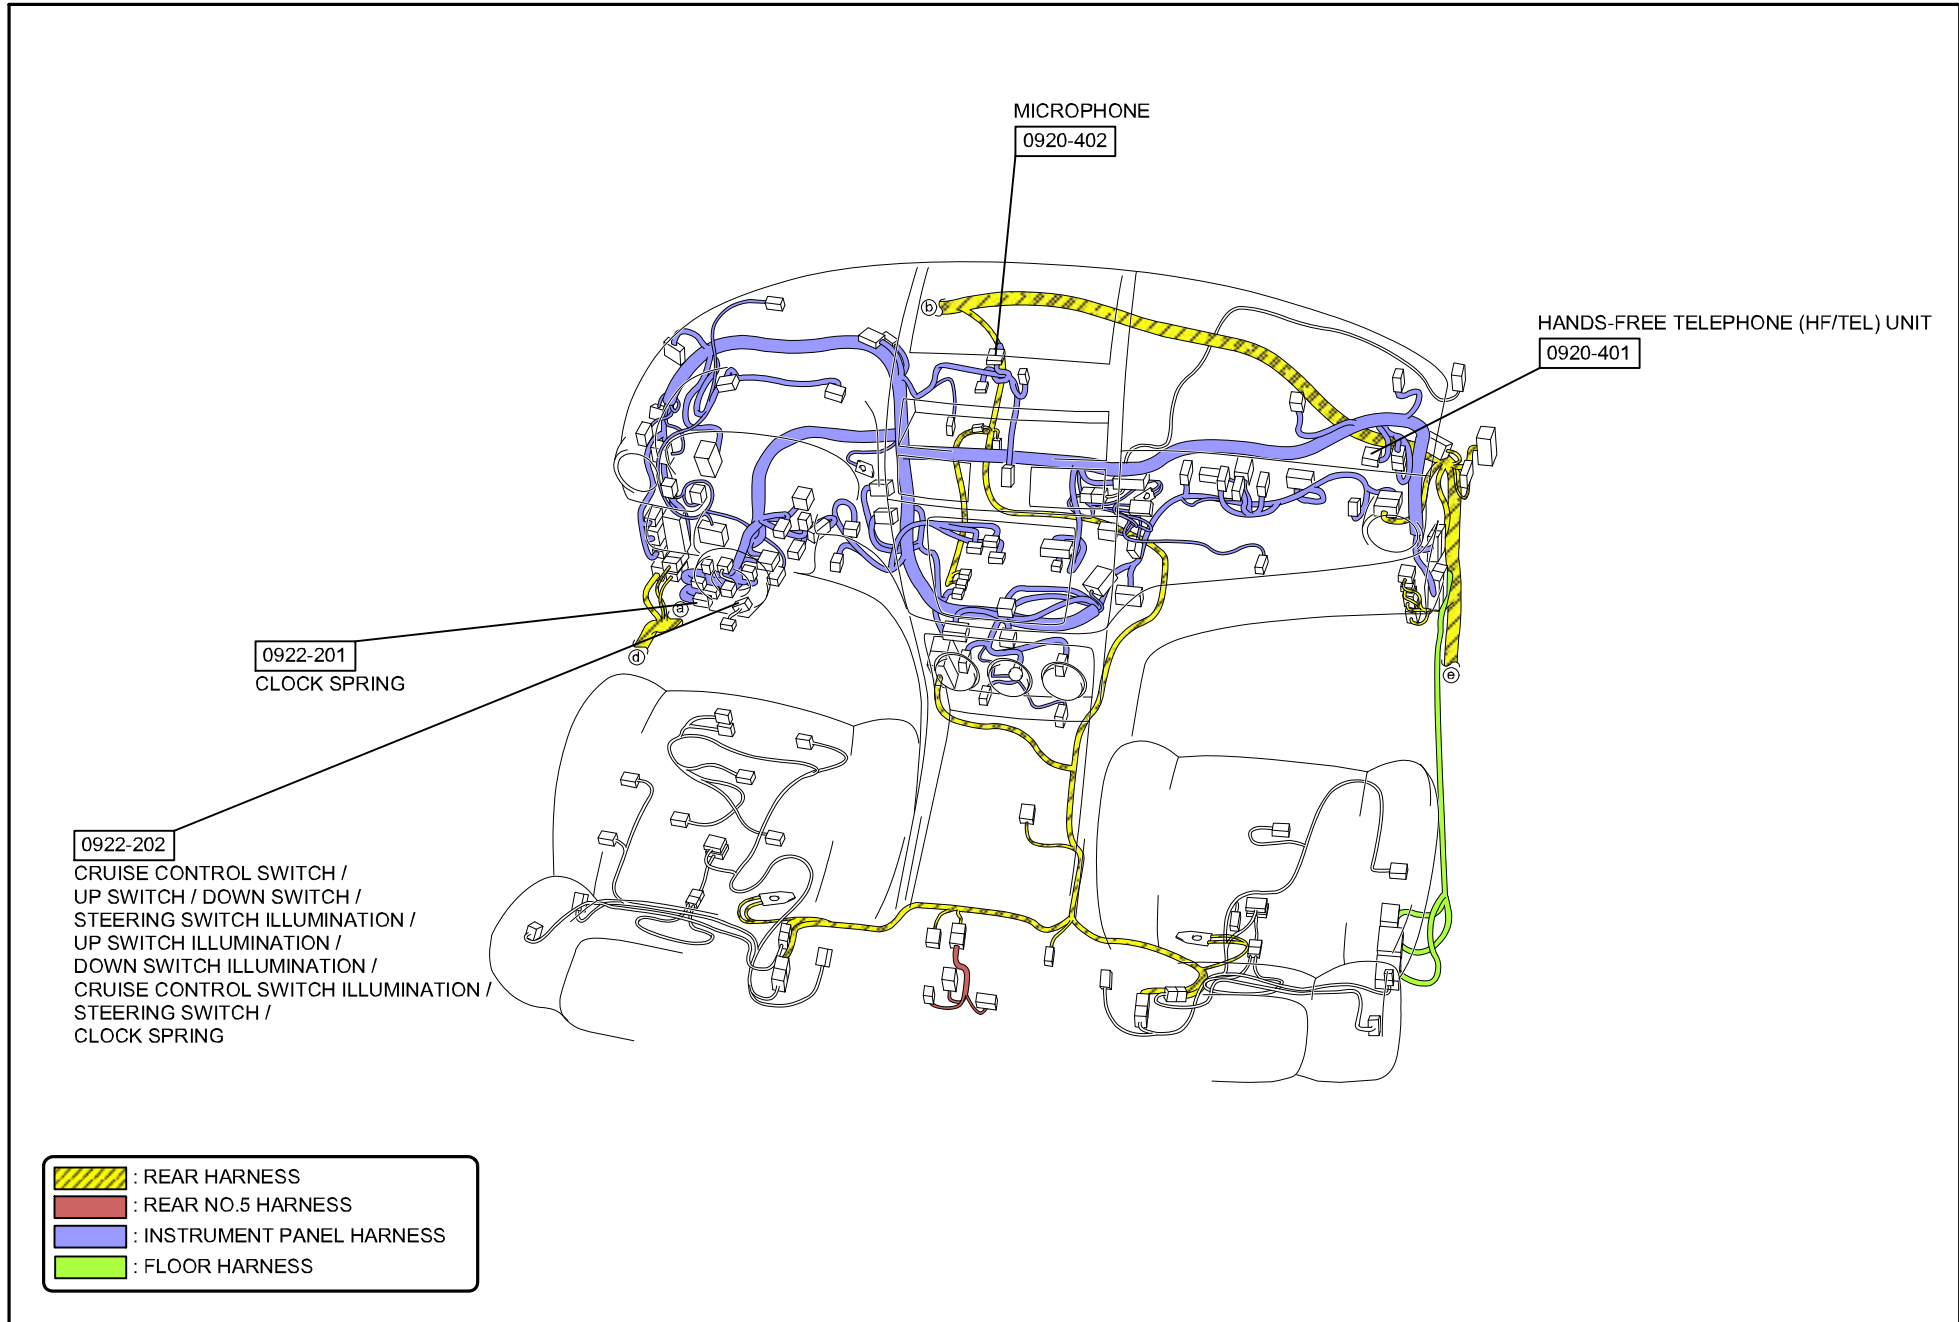 MICROPHONE
0920-402
HANDS-FREE TELEPHONE (HF/TEL) UNIT
0920-401
b
a
d
e
0922-201
CLOCK SPRING
0922-202
CRUISE CONTROL SWITCH /
UP SWITCH / DOWN SWITCH /
STEERING SWITCH ILLUMINATION /
UP SWITCH ILLUMINATION /
DOWN SWITCH ILLUMINATION /
CRUISE CONTROL SWITCH ILLUMINATION /
STEERING SWITCH /
CLOCK SPRING
: REAR HARNESS
: REAR NO.5 HARNESS
: INSTRUMENT PANEL HARNESS
: FLOOR HARNESS